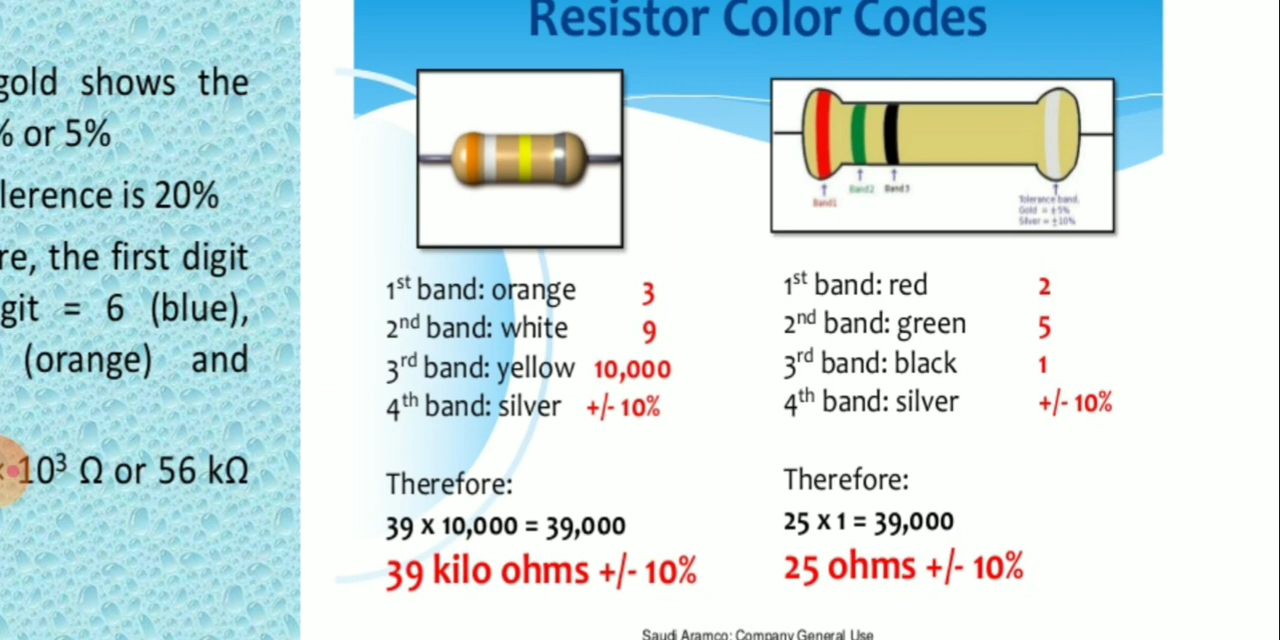 gold shows the
% or 5%
lerence is 20%
re, the first digit
git = 6 (blue),
(orange) and
10³ Ω or 56 kΩ
Resistor Color Codes
Band1
Band2
Band3
Tolerance band.
Gold = ±5%
Silver = ±10%
1st band: orange 3
2nd band: white 9
3rd band: yellow 10,000
4th band: silver +/- 10%
Therefore:
39 x 10,000 = 39,000
39 kilo ohms +/- 10%
1st band: red 2
2nd band: green 5
3rd band: black 1
4th band: silver +/- 10%
Therefore:
25 x 1 = 39,000
25 ohms +/- 10%
Saudi Aramco: Company General Use